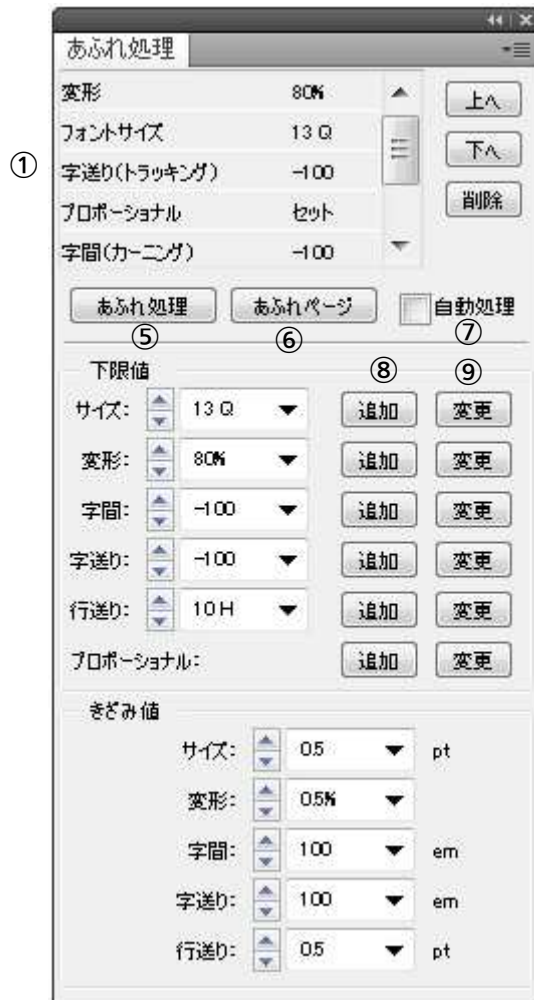 あふれ処理
変形 80%
上へ
フォントサイズ 13 Q
下へ
①
字送り(トラッキング) -100
プロポーショナル セット
削除
字間(カーニング) -100
あふれ処理 あふれページ 自動処理
⑤ ⑥ ⑦
下限値 ⑧ ⑨
サイズ: 13 Q 追加 変更
変形: 80% 追加 変更
字間: -100 追加 変更
字送り: -100 追加 変更
行送り: 10 H 追加 変更
プロポーショナル: 追加 変更
きざみ値
サイズ: 0.5 pt
変形: 0.5%
字間: 100 em
字送り: 100 em
行送り: 0.5 pt